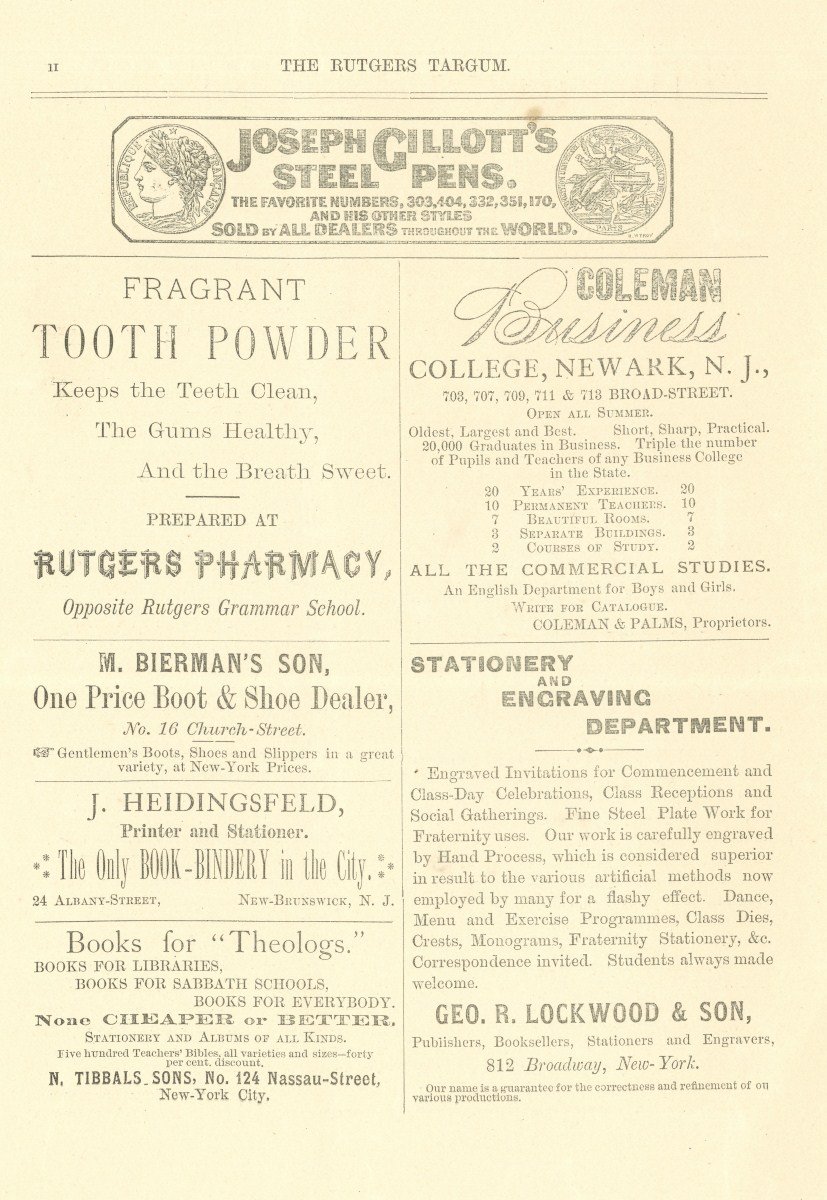 II
THE RUTGERS TARGUM.
REPUBLIQUE FRANÇAISE
JOSEPH GILLOTT'S
STEEL PENS.
THE FAVORITE NUMBERS, 303, 404, 332, 351, 170,
AND HIS OTHER STYLES
SOLD BY ALL DEALERS THROUGHOUT THE WORLD.
PARIS
FRAGRANT
TOOTH POWDER
Keeps the Teeth Clean,
The Gums Healthy,
And the Breath Sweet.
PREPARED AT
RUTGERS PHARMACY,
Opposite Rutgers Grammar School.
M. BIERMAN'S SON,
One Price Boot & Shoe Dealer,
No. 16 Church-Street.
☞ Gentlemen's Boots, Shoes and Slippers in a great
variety, at New-York Prices.
J. HEIDINGSFELD,
Printer and Stationer.
The Only BOOK-BINDERY in the City.
24 ALBANY-STREET, NEW-BRUNSWICK, N. J.
Books for "Theologs."
BOOKS FOR LIBRARIES,
BOOKS FOR SABBATH SCHOOLS,
BOOKS FOR EVERYBODY.
None CHEAPER or BETTER.
STATIONERY AND ALBUMS OF ALL KINDS.
Five hundred Teachers' Bibles, all varieties and sizes—forty
per cent. discount.
N. TIBBALS SONS, No. 124 Nassau-Street,
New-York City.
COLEMAN
Business
COLLEGE, NEWARK, N. J.,
703, 707, 709, 711 & 713 BROAD-STREET.
OPEN ALL SUMMER.
Oldest, Largest and Best. Short, Sharp, Practical.
20,000 Graduates in Business. Triple the number
of Pupils and Teachers of any Business College
in the State.
20 YEARS' EXPERIENCE. 20
10 PERMANENT TEACHERS. 10
7 BEAUTIFUL ROOMS. 7
3 SEPARATE BUILDINGS. 3
2 COURSES OF STUDY. 2
ALL THE COMMERCIAL STUDIES.
An English Department for Boys and Girls.
WRITE FOR CATALOGUE.
COLEMAN & PALMS, Proprietors.
STATIONERY
AND
ENGRAVING
DEPARTMENT.
Engraved Invitations for Commencement and
Class-Day Celebrations, Class Receptions and
Social Gatherings. Fine Steel Plate Work for
Fraternity uses. Our work is carefully engraved
by Hand Process, which is considered superior
in result to the various artificial methods now
employed by many for a flashy effect. Dance,
Menu and Exercise Programmes, Class Dies,
Crests, Monograms, Fraternity Stationery, &c.
Correspondence invited. Students always made
welcome.
GEO. R. LOCKWOOD & SON,
Publishers, Booksellers, Stationers and Engravers,
812 Broadway, New-York.
Our name is a guarantee for the correctness and refinement of ou
various productions.